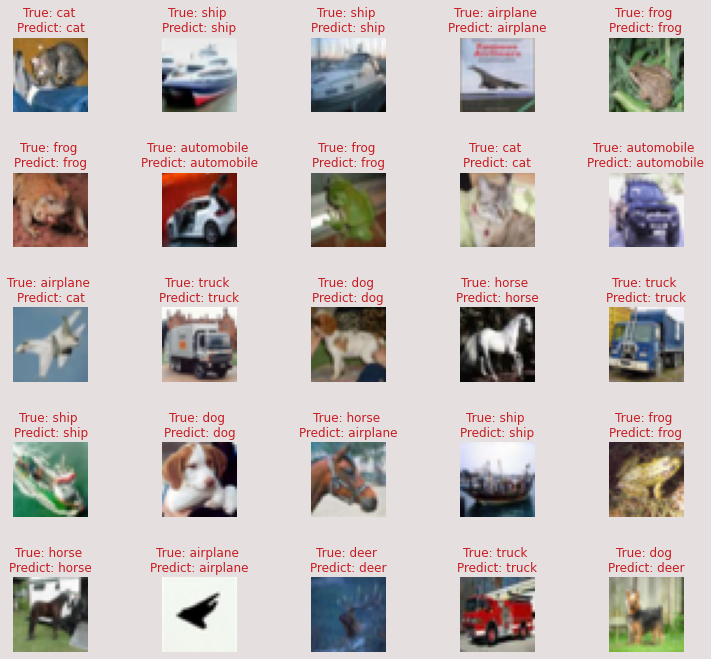 True: cat
Predict: cat
True: ship
Predict: ship
True: ship
Predict: ship
True: airplane
Predict: airplane
True: frog
Predict: frog
True: frog
Predict: frog
True: automobile
Predict: automobile
True: frog
Predict: frog
True: cat
Predict: cat
True: automobile
Predict: automobile
True: airplane
Predict: cat
True: truck
Predict: truck
True: dog
Predict: dog
True: horse
Predict: horse
True: truck
Predict: truck
True: ship
Predict: ship
True: dog
Predict: dog
True: horse
Predict: airplane
True: ship
Predict: ship
True: frog
Predict: frog
True: horse
Predict: horse
True: airplane
Predict: airplane
True: deer
Predict: deer
True: truck
Predict: truck
True: dog
Predict: deer